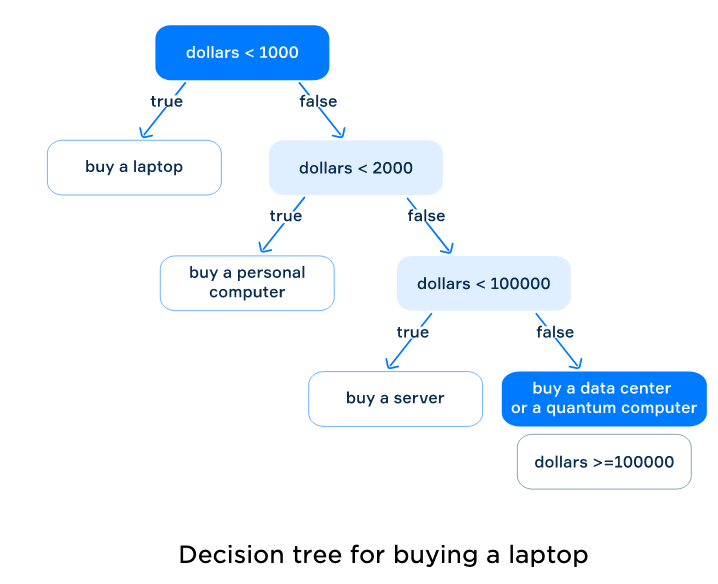 dollars < 1000
true
false
buy a laptop
dollars < 2000
true
false
buy a personal
computer
dollars < 100000
true
false
buy a server
buy a data center
or a quantum computer
dollars >=100000
Decision tree for buying a laptop